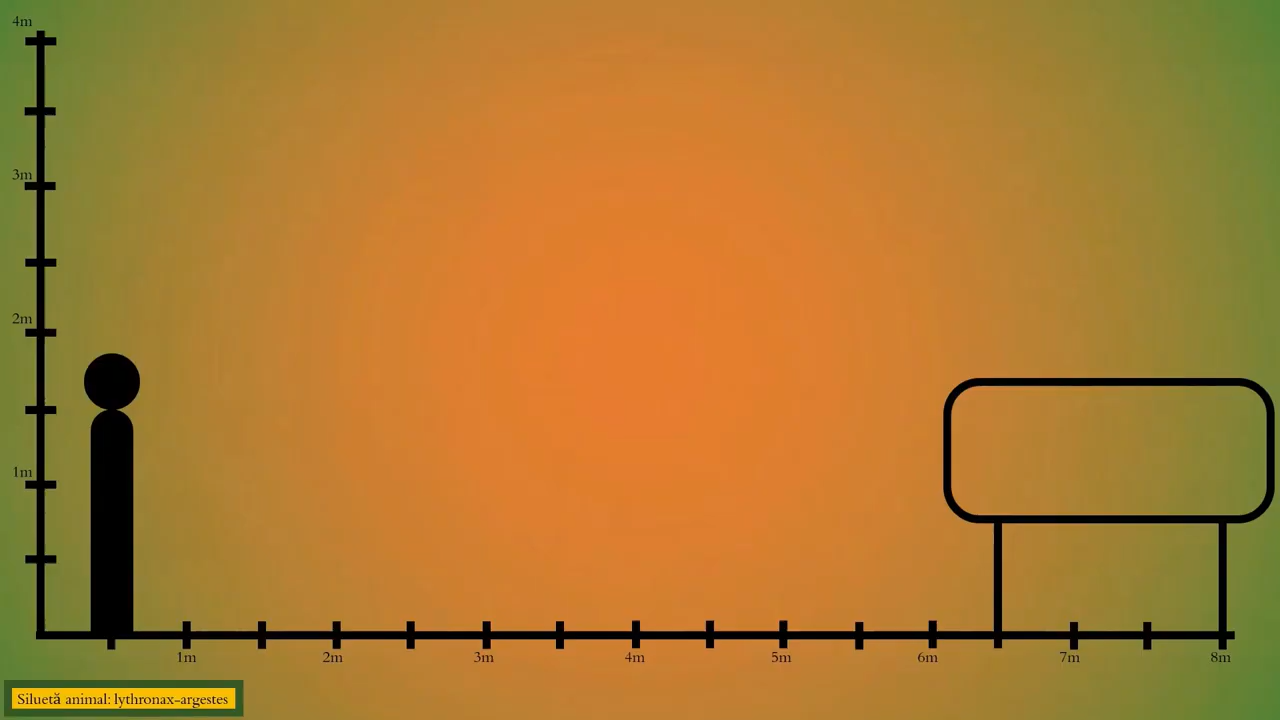 4m
3m
2m
1m
1m 2m 3m 4m 5m 6m 7m 8m
Siluetă animal: lythronax-argestes